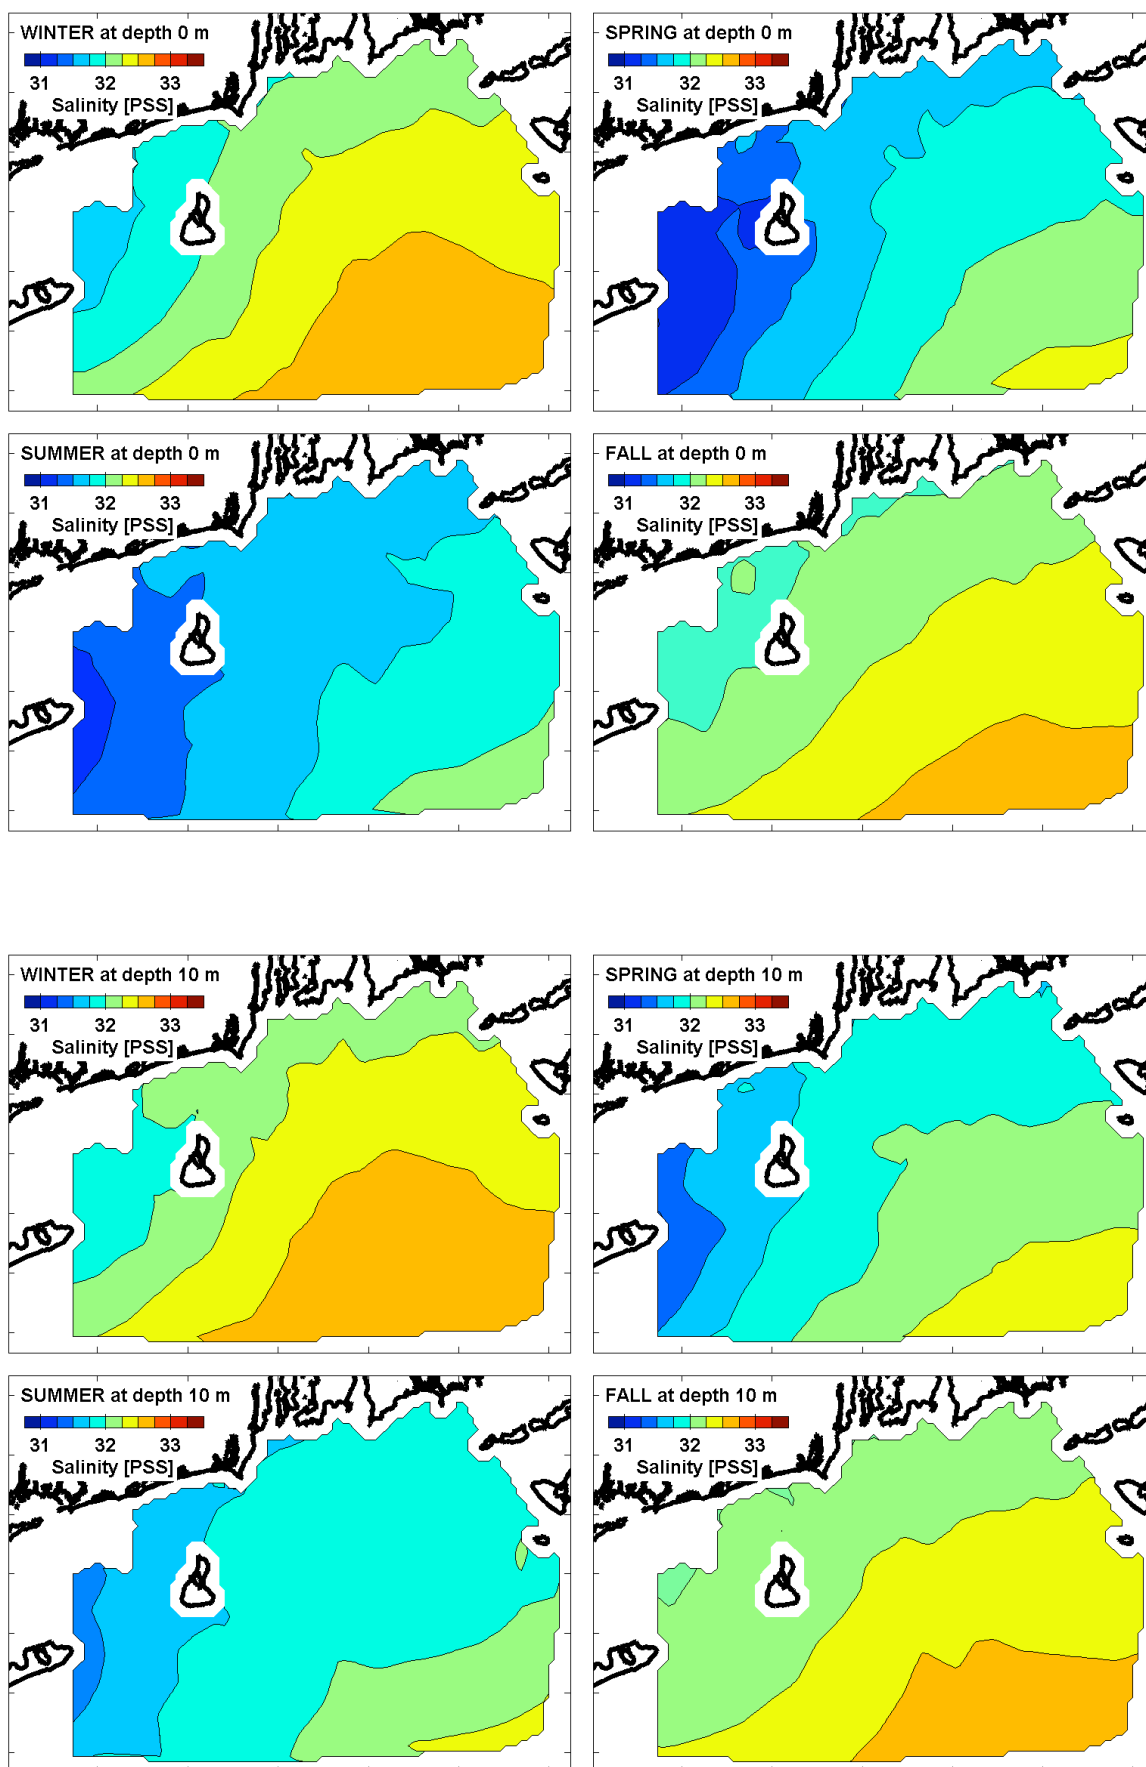 WINTER at depth 0 m
31 32 33
Salinity [PSS]
SPRING at depth 0 m
31 32 33
Salinity [PSS]
SUMMER at depth 0 m
31 32 33
Salinity [PSS]
FALL at depth 0 m
31 32 33
Salinity [PSS]
WINTER at depth 10 m
31 32 33
Salinity [PSS]
SPRING at depth 10 m
31 32 33
Salinity [PSS]
SUMMER at depth 10 m
31 32 33
Salinity [PSS]
FALL at depth 10 m
31 32 33
Salinity [PSS]